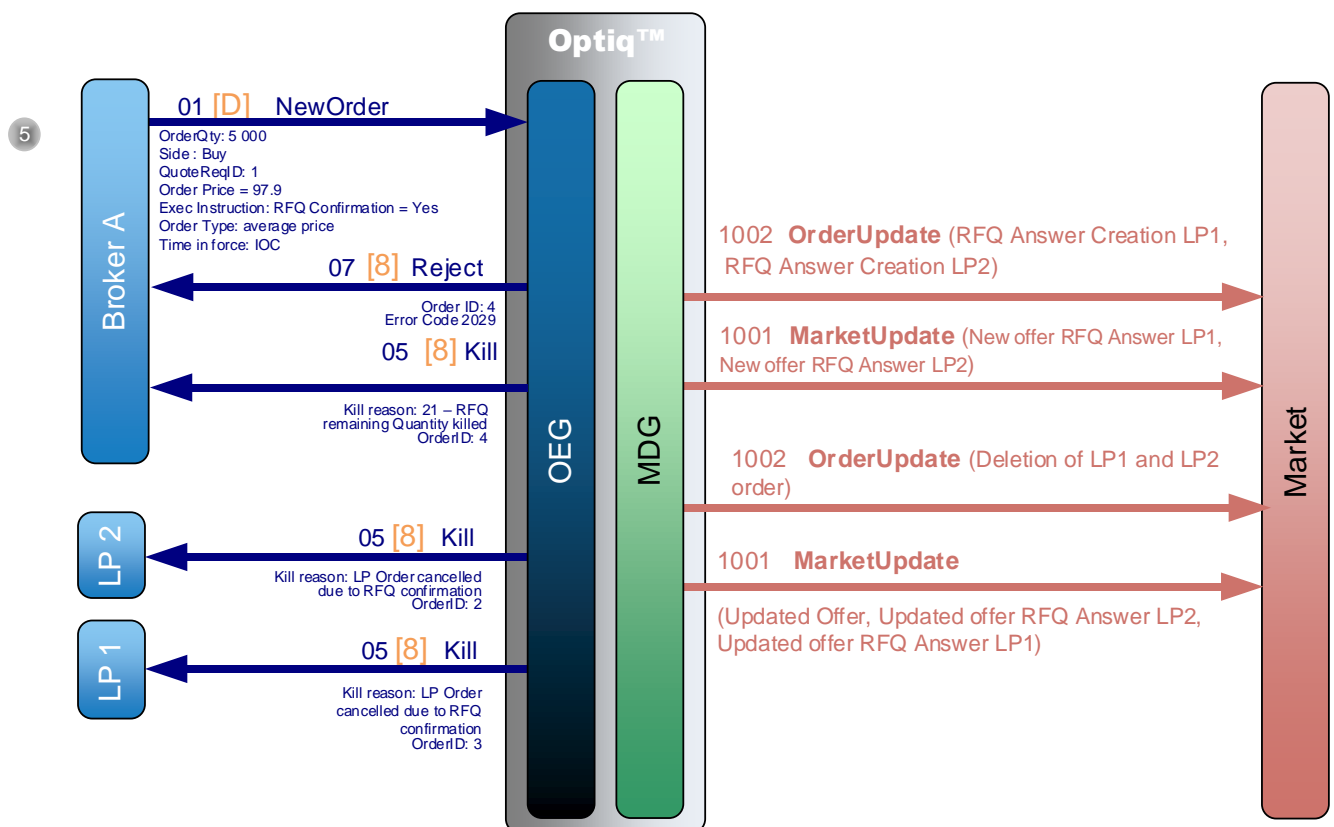 Optiq™
5
Broker A
01 [D] NewOrder
OrderQty: 5 000
Side : Buy
QuoteReqID: 1
Order Price = 97.9
Exec Instruction: RFQ Confirmation = Yes
Order Type: average price
Time in force: IOC
07 [8] Reject
Order ID: 4
Error Code 2029
05 [8] Kill
Kill reason: 21 – RFQ
remaining Quantity killed
OrderID: 4
LP 2
05 [8] Kill
Kill reason: LP Order cancelled
due to RFQ confirmation
OrderID: 2
LP 1
05 [8] Kill
Kill reason: LP Order
cancelled due to RFQ
confirmation
OrderID: 3
OEG
MDG
1002 OrderUpdate (RFQ Answer Creation LP1,
RFQ Answer Creation LP2)
1001 MarketUpdate (New offer RFQ Answer LP1,
New offer RFQ Answer LP2)
1002 OrderUpdate (Deletion of LP1 and LP2
order)
1001 MarketUpdate
(Updated Offer, Updated offer RFQ Answer LP2,
Updated offer RFQ Answer LP1)
Market